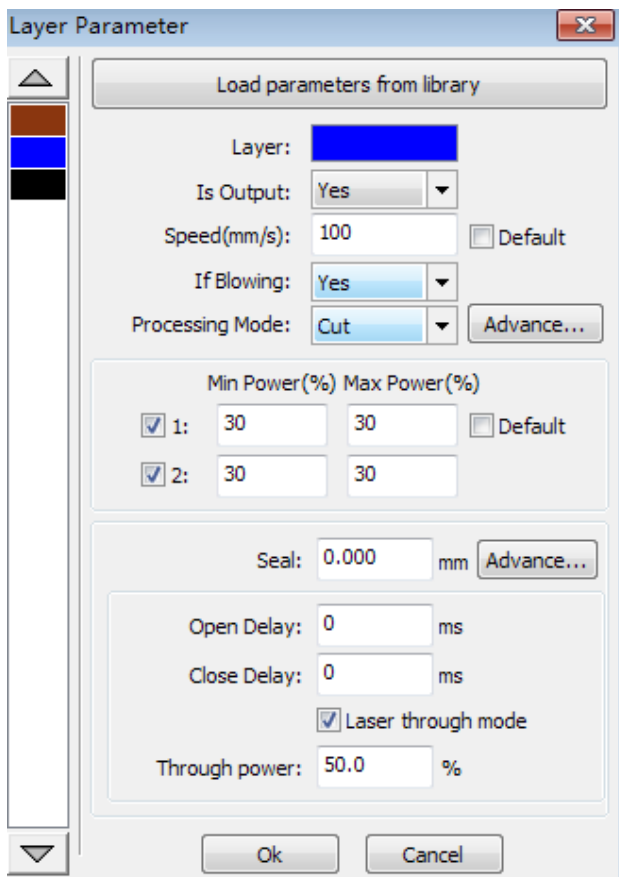 Layer Parameter
Load parameters from library
Layer:
Is Output: Yes
Speed(mm/s): 100 Default
If Blowing: Yes
Processing Mode: Cut Advance...
Min Power(%) Max Power(%)
1: 30 30 Default
2: 30 30
Seal: 0.000 mm Advance...
Open Delay: 0 ms
Close Delay: 0 ms
Laser through mode
Through power: 50.0 %
Ok Cancel